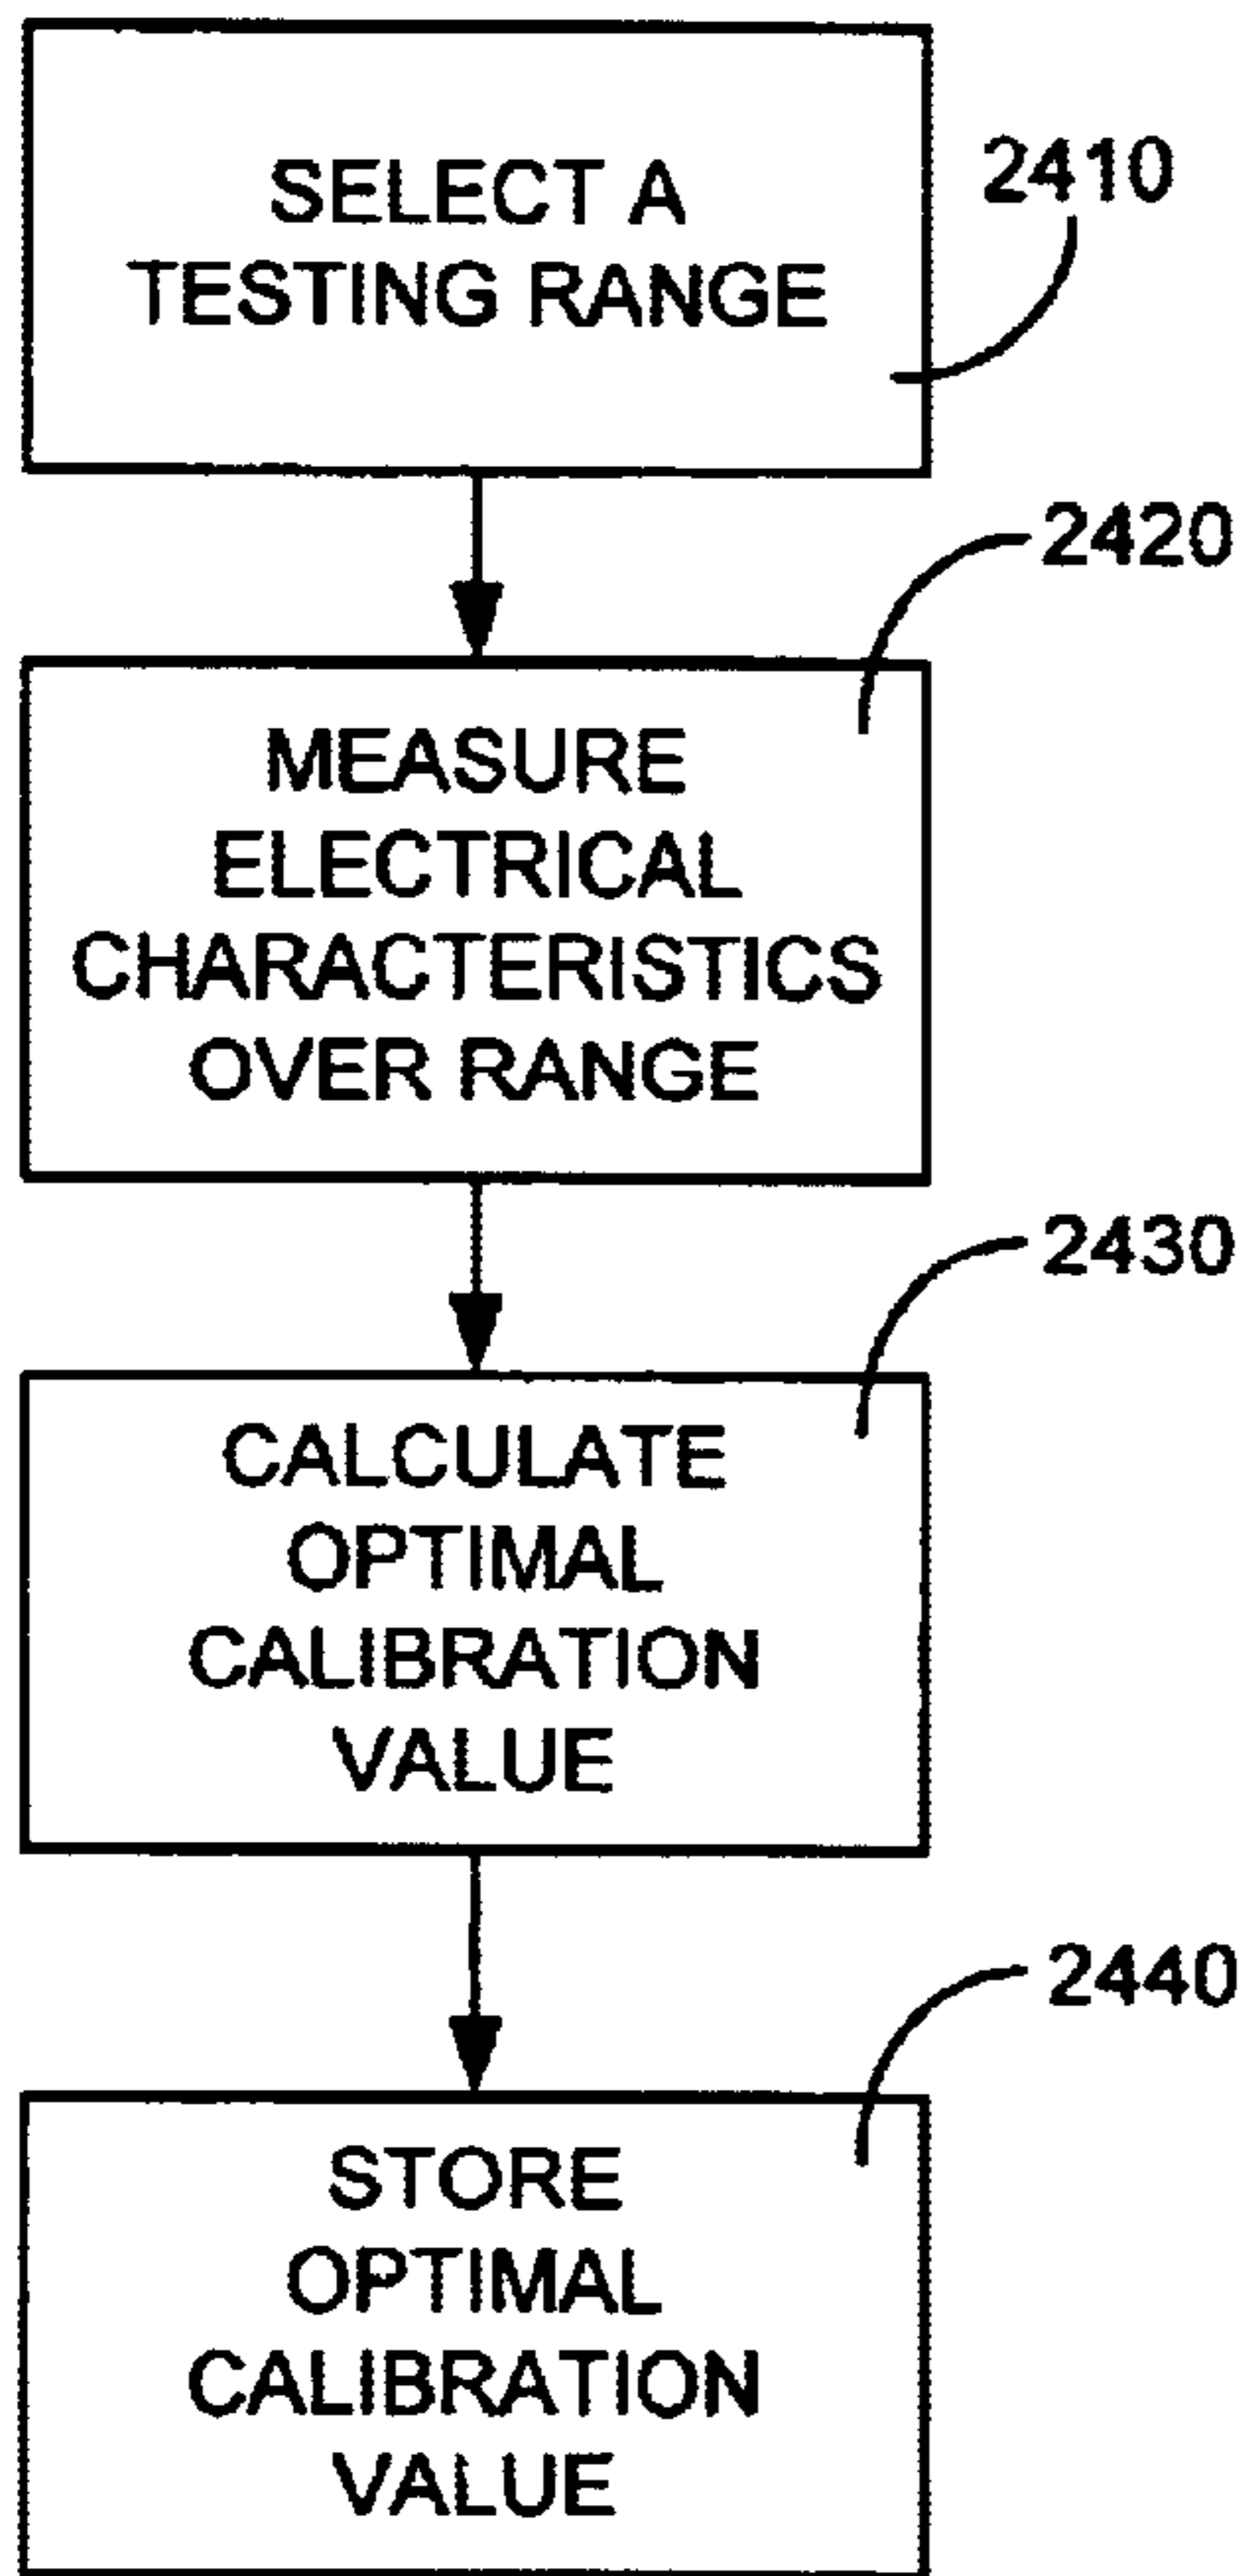 SELECT A
TESTING RANGE
2410
2420
MEASURE
ELECTRICAL
CHARACTERISTICS
OVER RANGE
2430
CALCULATE
OPTIMAL
CALIBRATION
VALUE
2440
STORE
OPTIMAL
CALIBRATION
VALUE